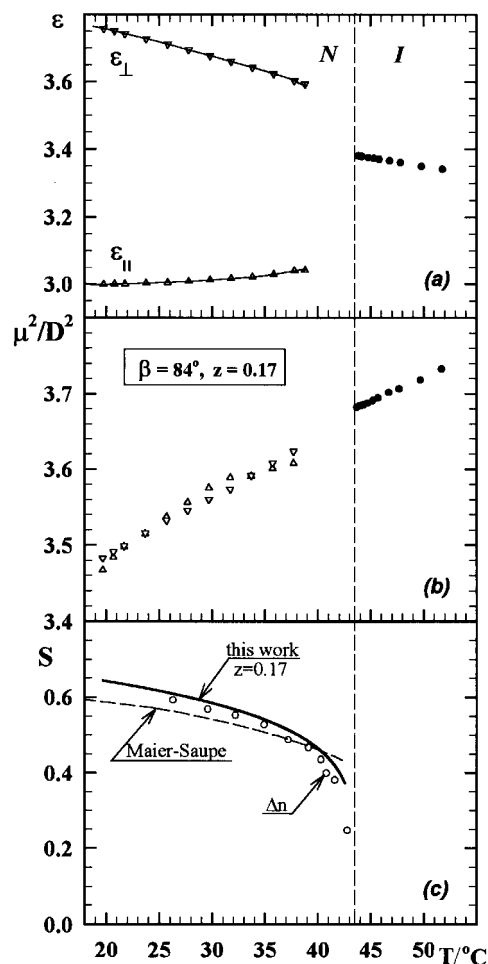 ε
N
I
3.6
ε⊥
3.4
3.2
ε||
3.0
(a)
μ²/D²
β = 84°, z = 0.17
3.7
3.6
3.5
(b)
3.4
S
this work
z=0.17
0.6
Maier-Saupe
0.4
Δn
0.2
(c)
0.0
20 25 30 35 40 45 50 T/°C